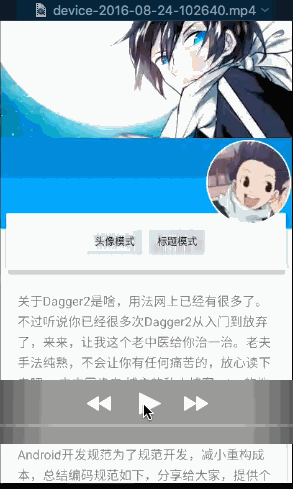 device-2016-08-24-102640.mp4
头像模式 标题模式
关于Dagger2是啥，用法网上已经有很多了。
不过听说你已经很多次Dagger2从入门到放弃
了，来来，让我这个老中医给你治一治。老夫
手法纯熟，不会让你有任何痛苦的，放心读下
Android开发规范为了规范开发，减小重构成
本，总结编码规范如下，分享给大家，提供个